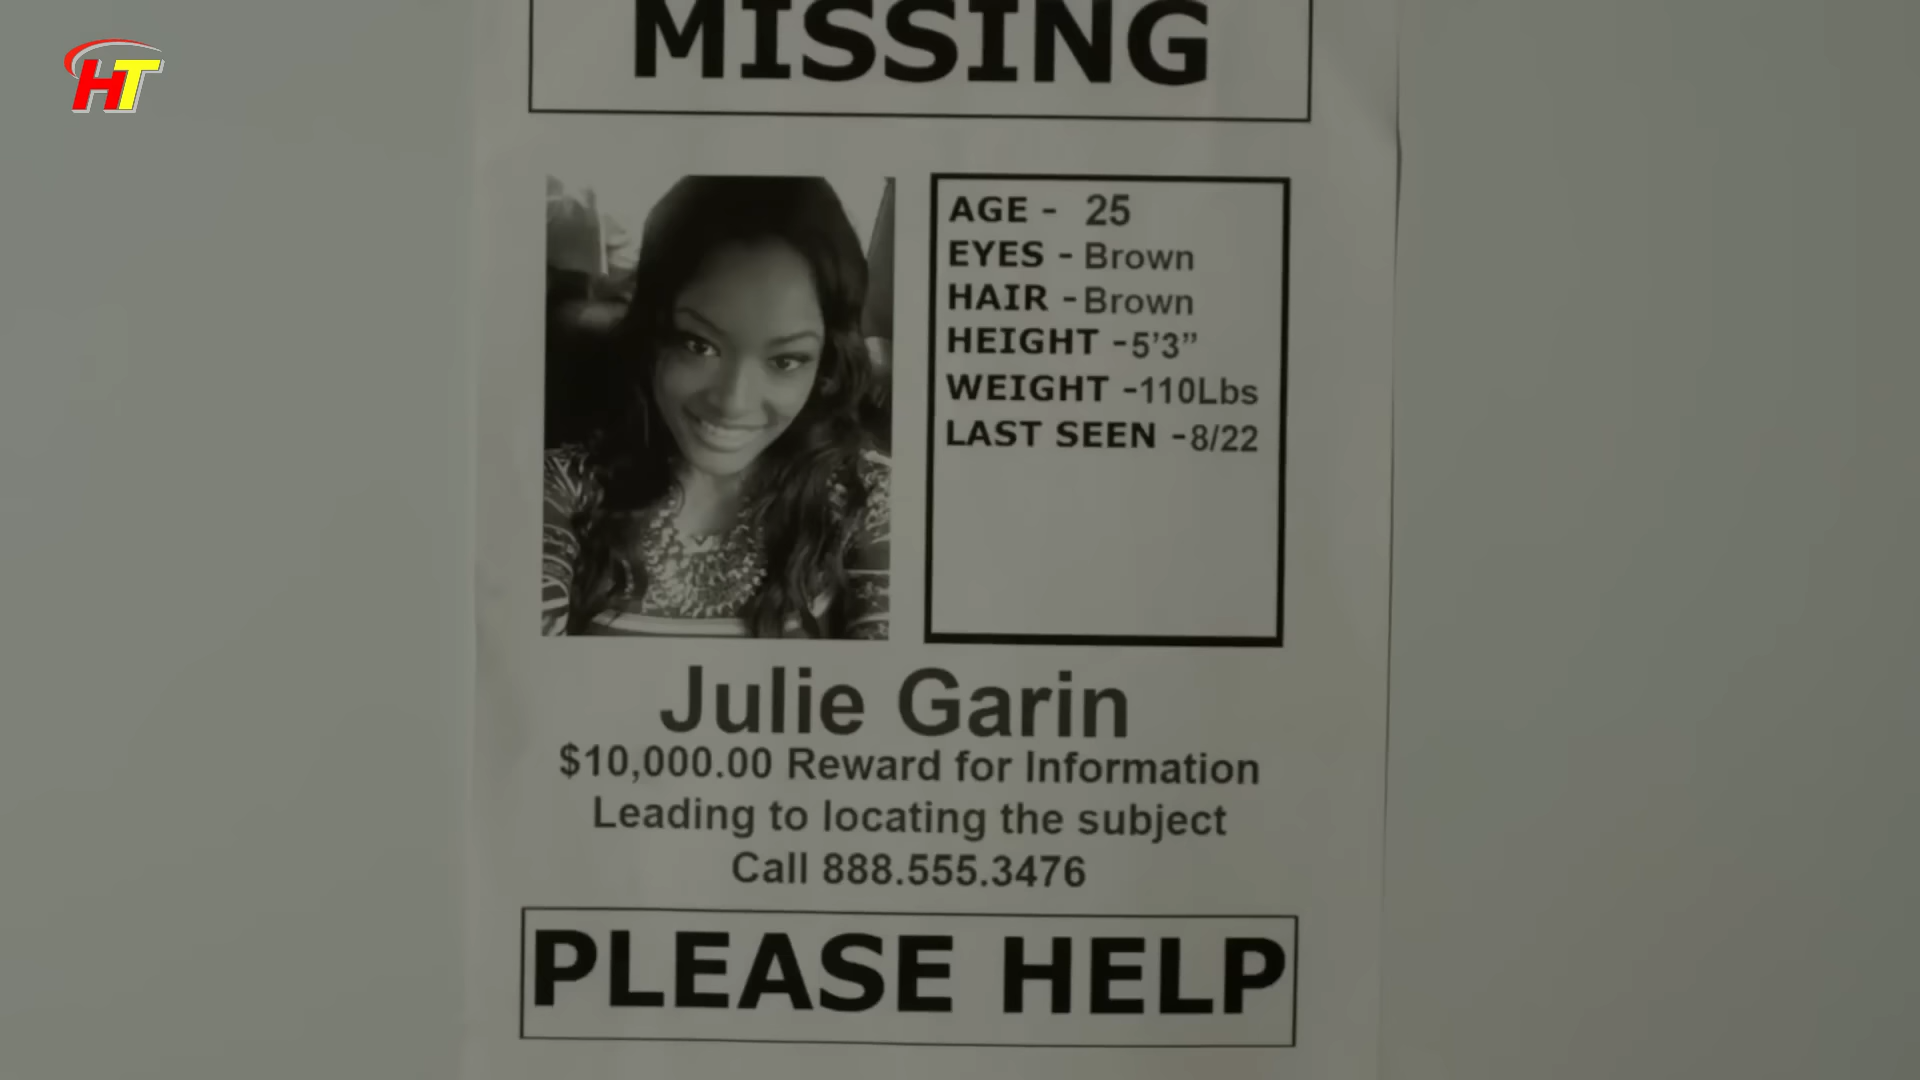 HT
MISSING
AGE - 25
EYES - Brown
HAIR - Brown
HEIGHT - 5’3”
WEIGHT - 110Lbs
LAST SEEN - 8/22
Julie Garin
$10,000.00 Reward for Information
Leading to locating the subject
Call 888.555.3476
PLEASE HELP